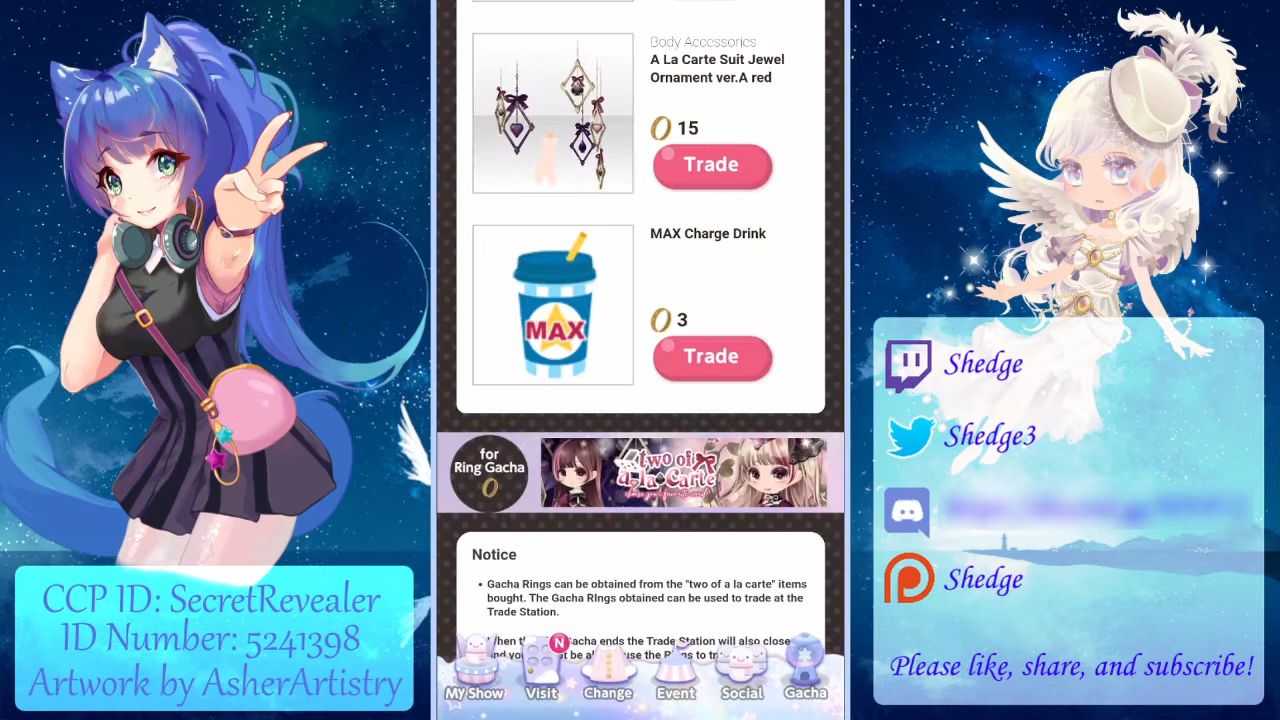 Body Accessories
A La Carte Suit Jewel
Ornament ver.A red
15
Trade
MAX Charge Drink
MAX
3
Trade
for
Ring Gacha
two of
a la carte
Notice
• Gacha Rings can be obtained from the "two of a la carte" items
bought. The Gacha RIngs obtained can be used to trade at the
Trade Station.
acha ends the Trade Station will also close
use the
N
My Show
Visit
Change
Event
Social
Gacha
CCP ID: SecretRevealer
ID Number: 5241398
Artwork by AsherArtistry
Shedge
Shedge3
Shedge
Please like, share, and subscribe!